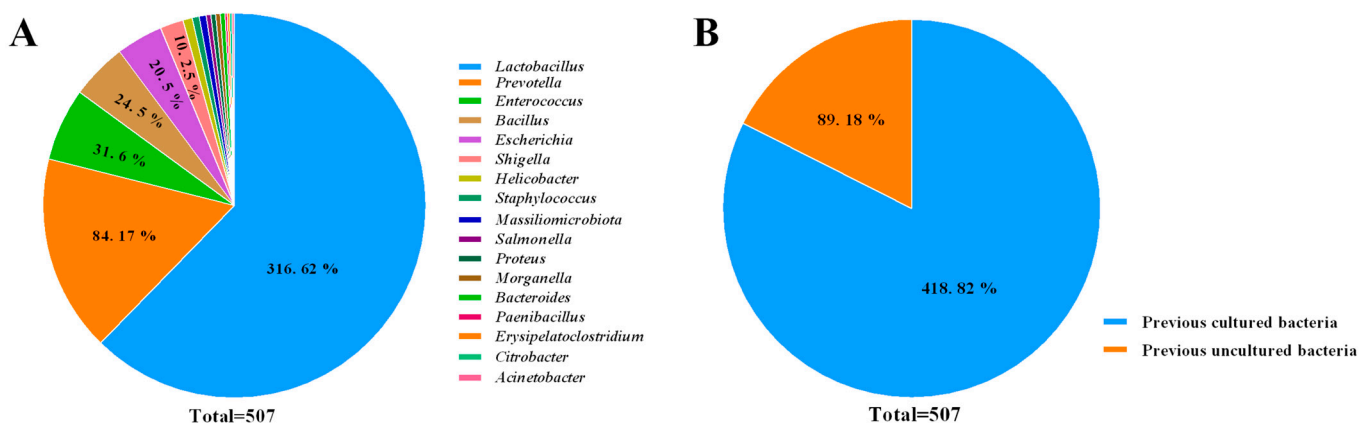 A
10. 2.5 %
20. 5 %
24. 5 %
31. 6 %
84. 17 %
316. 62 %
Total=507
Lactobacillus
Prevotella
Enterococcus
Bacillus
Escherichia
Shigella
Helicobacter
Staphylococcus
Massiliomicrobiota
Salmonella
Proteus
Morganella
Bacteroides
Paenibacillus
Erysipelatoclostridium
Citrobacter
Acinetobacter
B
89. 18 %
418. 82 %
Total=507
Previous cultured bacteria
Previous uncultured bacteria